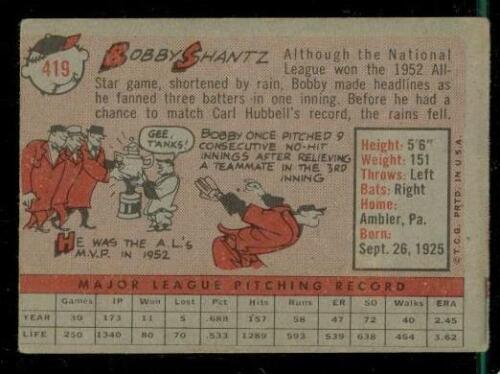 419
BOBBY SHANTZ
Although the National
League won the 1952 All-
Star game, shortened by rain, Bobby made headlines as
he fanned three batters in one inning. Before he had a
chance to match Carl Hubbell's record, the rains fell.
GEE,
TANKS!
BOBBY ONCE PITCHED 9
CONSECUTIVE NO-HIT
INNINGS AFTER RELIEVING
A TEAMMATE IN THE 3RD
INNING
HE WAS THE A.L.'S
M.V.P. IN 1952
Height: 5'6"
Weight: 151
Throws: Left
Bats: Right
Home:
Ambler, Pa.
Born:
Sept. 26, 1925
© T.C.G. PRTD. IN U.S.A.
MAJOR LEAGUE PITCHING RECORD
Games IP Won Lost Pct Hits Runs ER SO Walks ERA
YEAR 30 173 11 5 .688 157 58 47 72 40 2.45
LIFE 250 1340 80 70 .533 1289 593 539 638 464 3.62